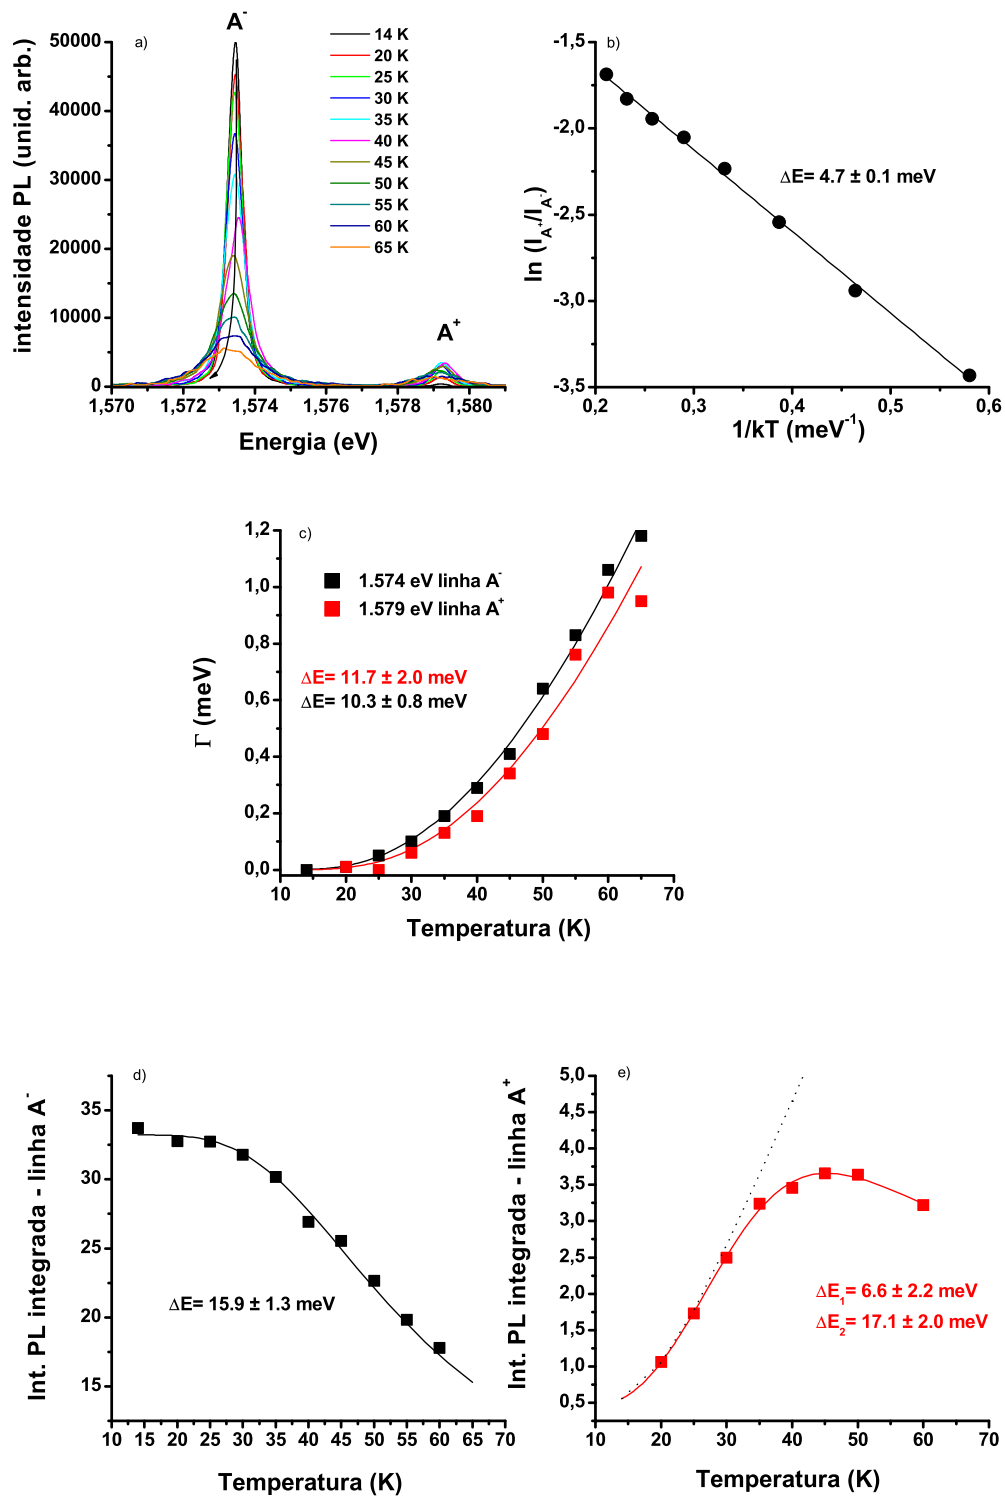 a)
A-
A+
14 K
20 K
25 K
30 K
35 K
40 K
45 K
50 K
55 K
60 K
65 K
50000
40000
30000
20000
10000
0
intensidade PL (unid. arb.)
1,570 1,572 1,574 1,576 1,578 1,580
Energia (eV)
b)
-1,5
-2,0
-2,5
-3,0
-3,5
ln (I_A+/I_A-)
ΔE= 4.7 ± 0.1 meV
0,2 0,3 0,4 0,5 0,6
1/kT (meV-1)
c)
1,2
1,0
0,8
0,6
0,4
0,2
0,0
Γ (meV)
1.574 eV linha A-
1.579 eV linha A+
ΔE= 11.7 ± 2.0 meV
ΔE= 10.3 ± 0.8 meV
10 20 30 40 50 60 70
Temperatura (K)
d)
35
30
25
20
15
Int. PL integrada - linha A-
ΔE= 15.9 ± 1.3 meV
10 15 20 25 30 35 40 45 50 55 60 65 70
Temperatura (K)
e)
5,0
4,5
4,0
3,5
3,0
2,5
2,0
1,5
1,0
0,5
Int. PL integrada - linha A+
ΔE1= 6.6 ± 2.2 meV
ΔE2= 17.1 ± 2.0 meV
10 20 30 40 50 60 70
Temperatura (K)